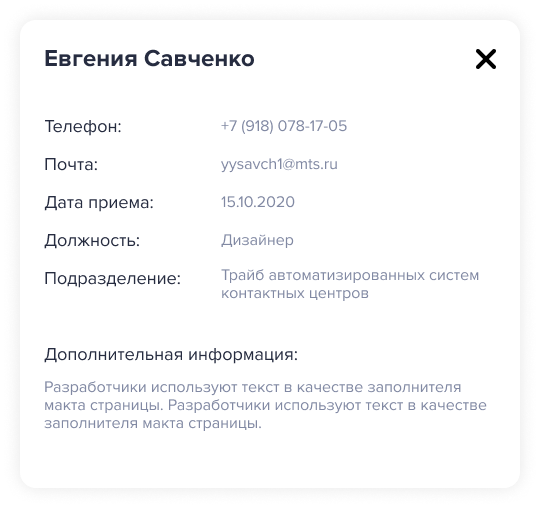 Евгения Савченко
Телефон: +7 (918) 078-17-05
Почта: yysavch1@mts.ru
Дата приема: 15.10.2020
Должность: Дизайнер
Подразделение: Трайб автоматизированных систем
контактных центров
Дополнительная информация:
Разработчики используют текст в качестве заполнителя
макта страницы. Разработчики используют текст в качестве
заполнителя макта страницы.